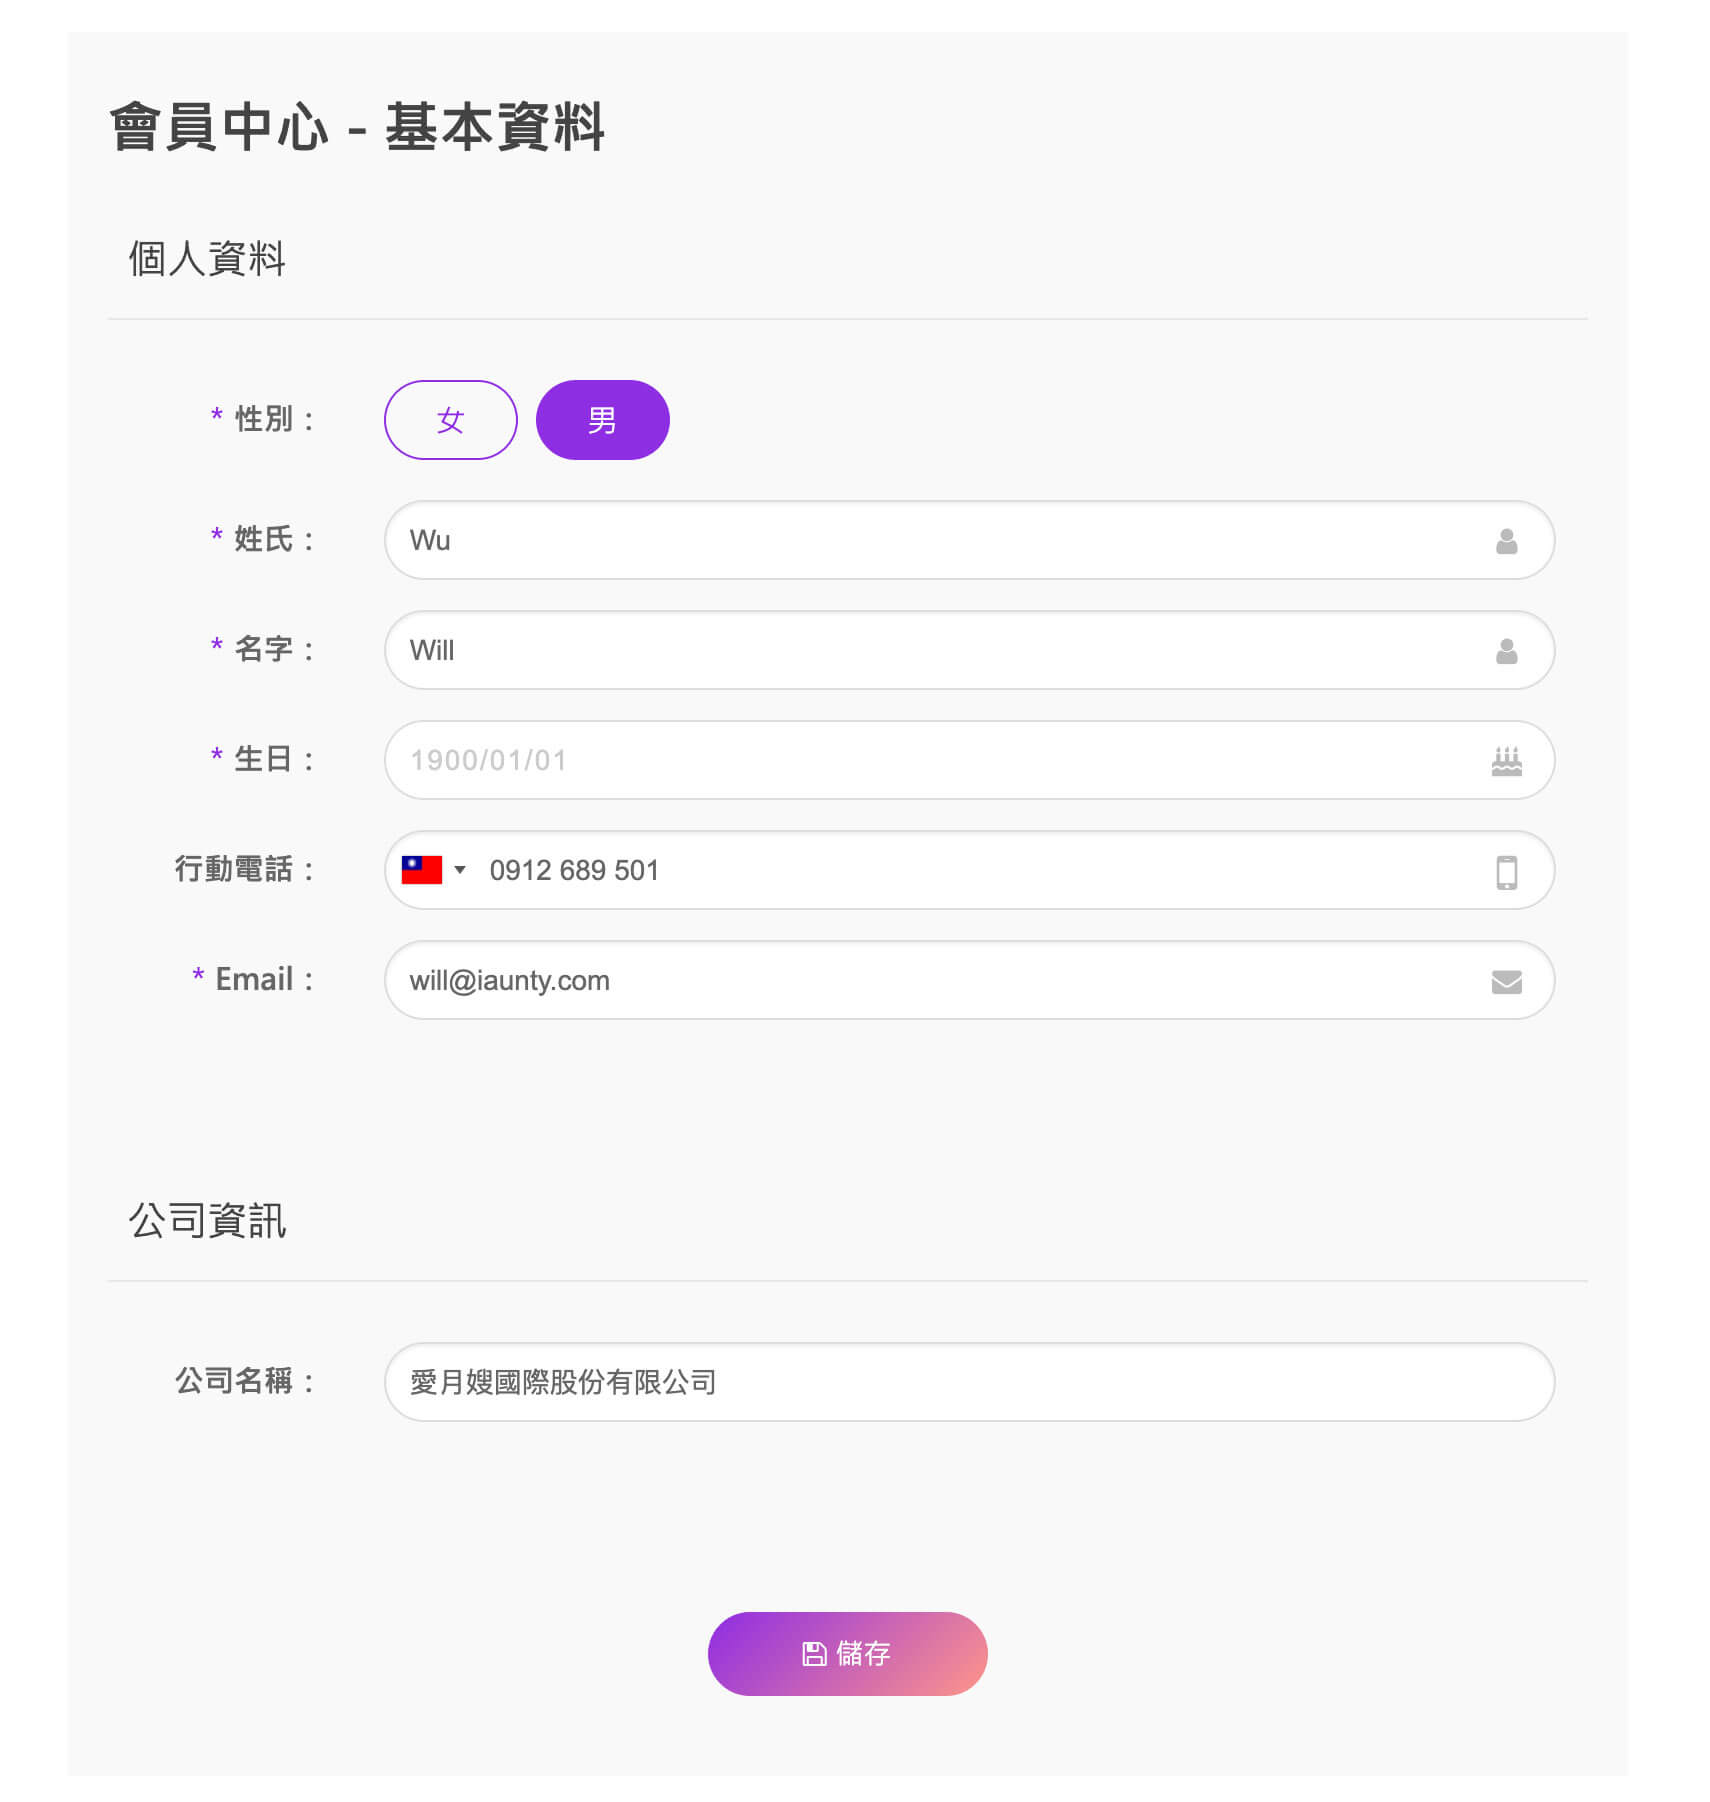 會員中心 - 基本資料
個人資料
* 性別： 女 男
* 姓氏： Wu
* 名字： Will
* 生日： 1900/01/01
行動電話： 0912 689 501
* Email： will@iaunty.com
公司資訊
公司名稱： 愛月嫂國際股份有限公司
儲存